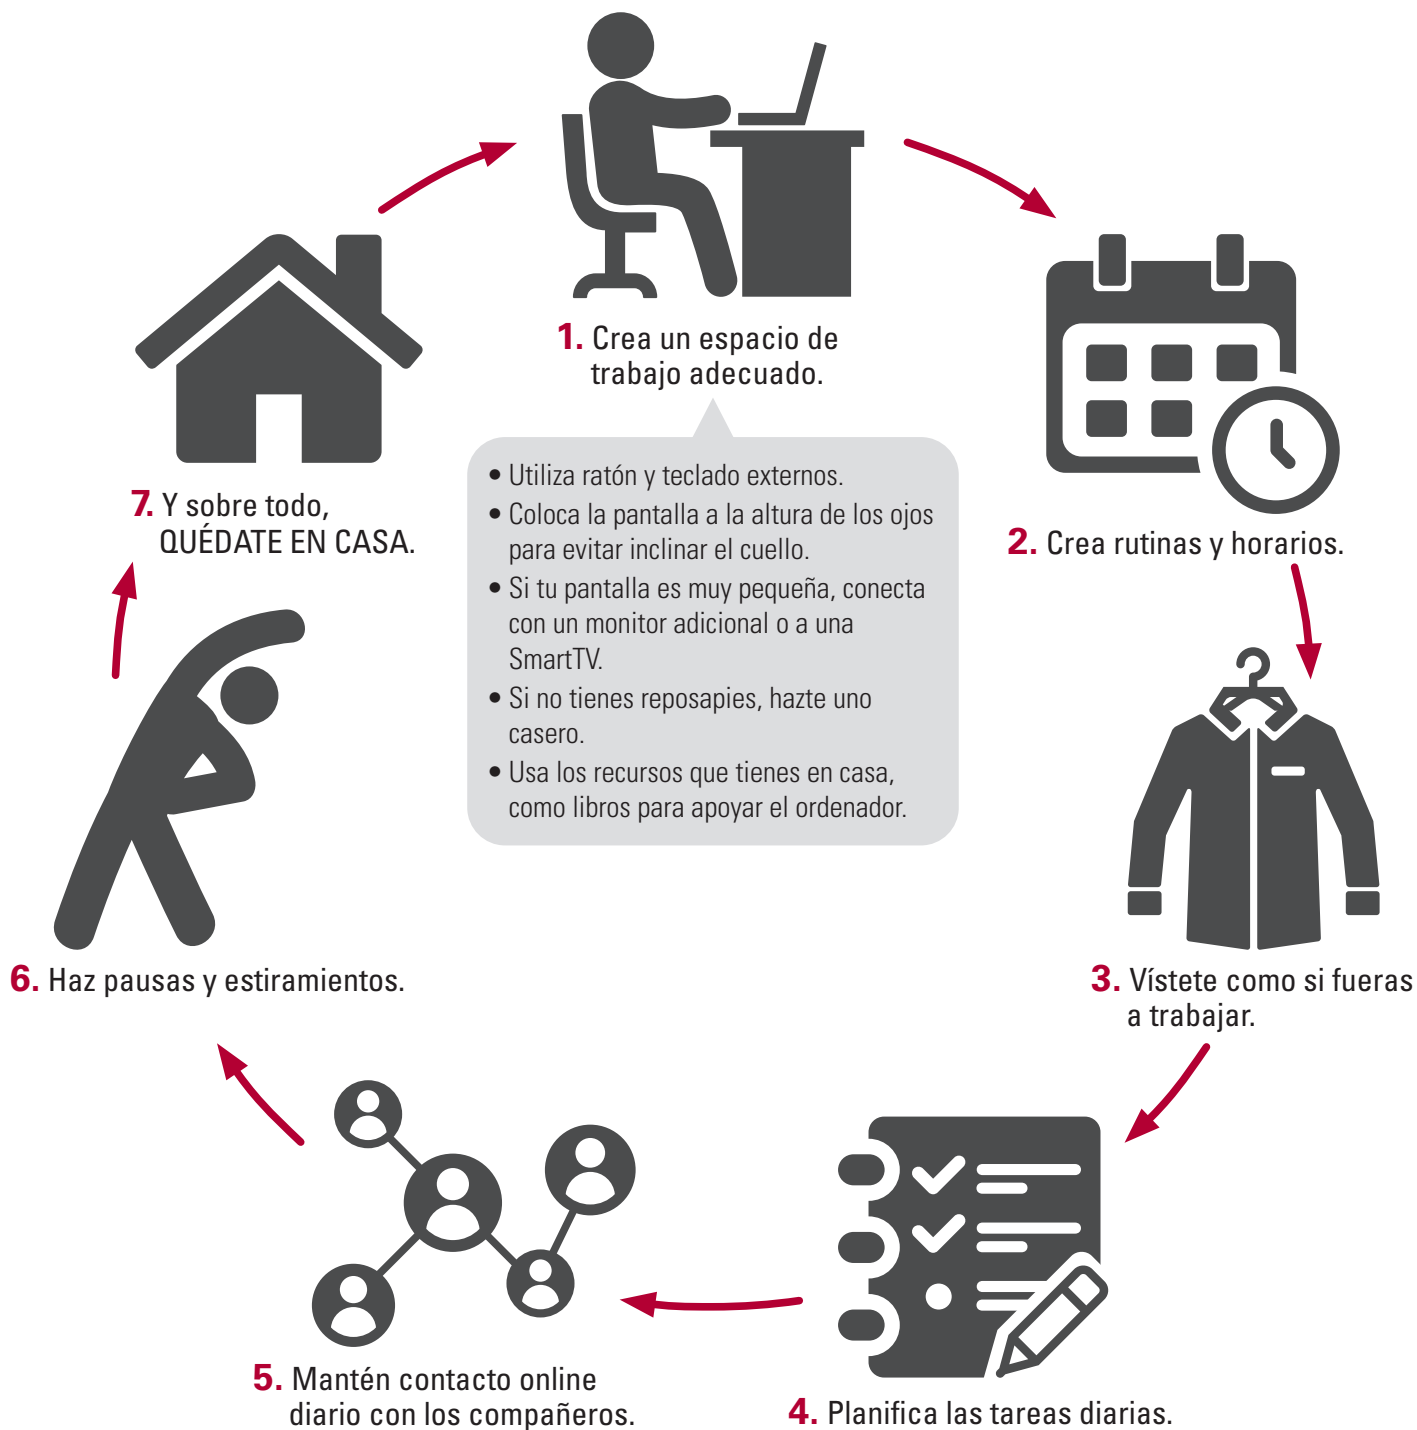 1. Crea un espacio de
trabajo adecuado.
• Utiliza ratón y teclado externos.
• Coloca la pantalla a la altura de los ojos
para evitar inclinar el cuello.
• Si tu pantalla es muy pequeña, conecta
con un monitor adicional o a una
SmartTV.
• Si no tienes reposapies, hazte uno
casero.
• Usa los recursos que tienes en casa,
como libros para apoyar el ordenador.
2. Crea rutinas y horarios.
3. Vístete como si fueras
a trabajar.
4. Planifica las tareas diarias.
5. Mantén contacto online
diario con los compañeros.
6. Haz pausas y estiramientos.
7. Y sobre todo,
QUÉDATE EN CASA.